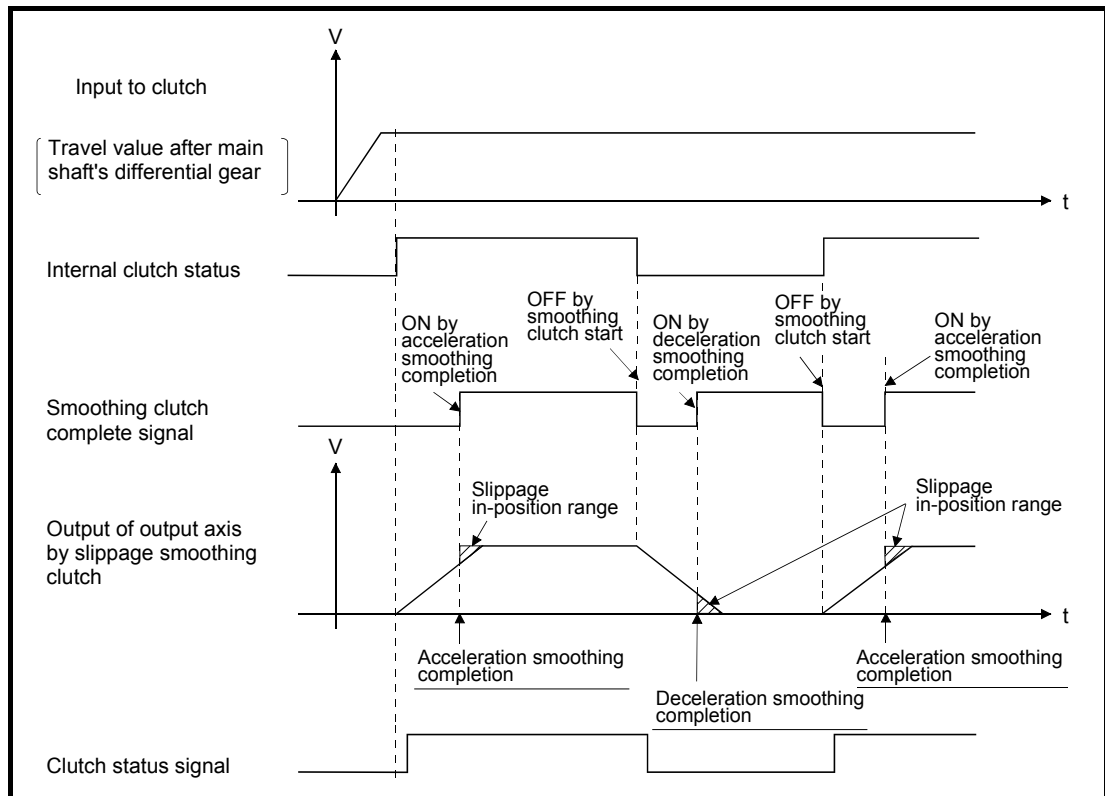 V
Input to clutch
Travel value after main
shaft's differential gear
t
Internal clutch status
ON by
acceleration
smoothing
completion
OFF by
smoothing
clutch start
ON by
deceleration
smoothing
completion
OFF by
smoothing
clutch start
ON by
acceleration
smoothing
completion
Smoothing clutch
complete signal
V
Slippage
in-position range
Slippage
in-position range
Output of output axis
by slippage smoothing
clutch
t
Acceleration smoothing
completion
Deceleration smoothing
completion
Acceleration smoothing
completion
Clutch status signal